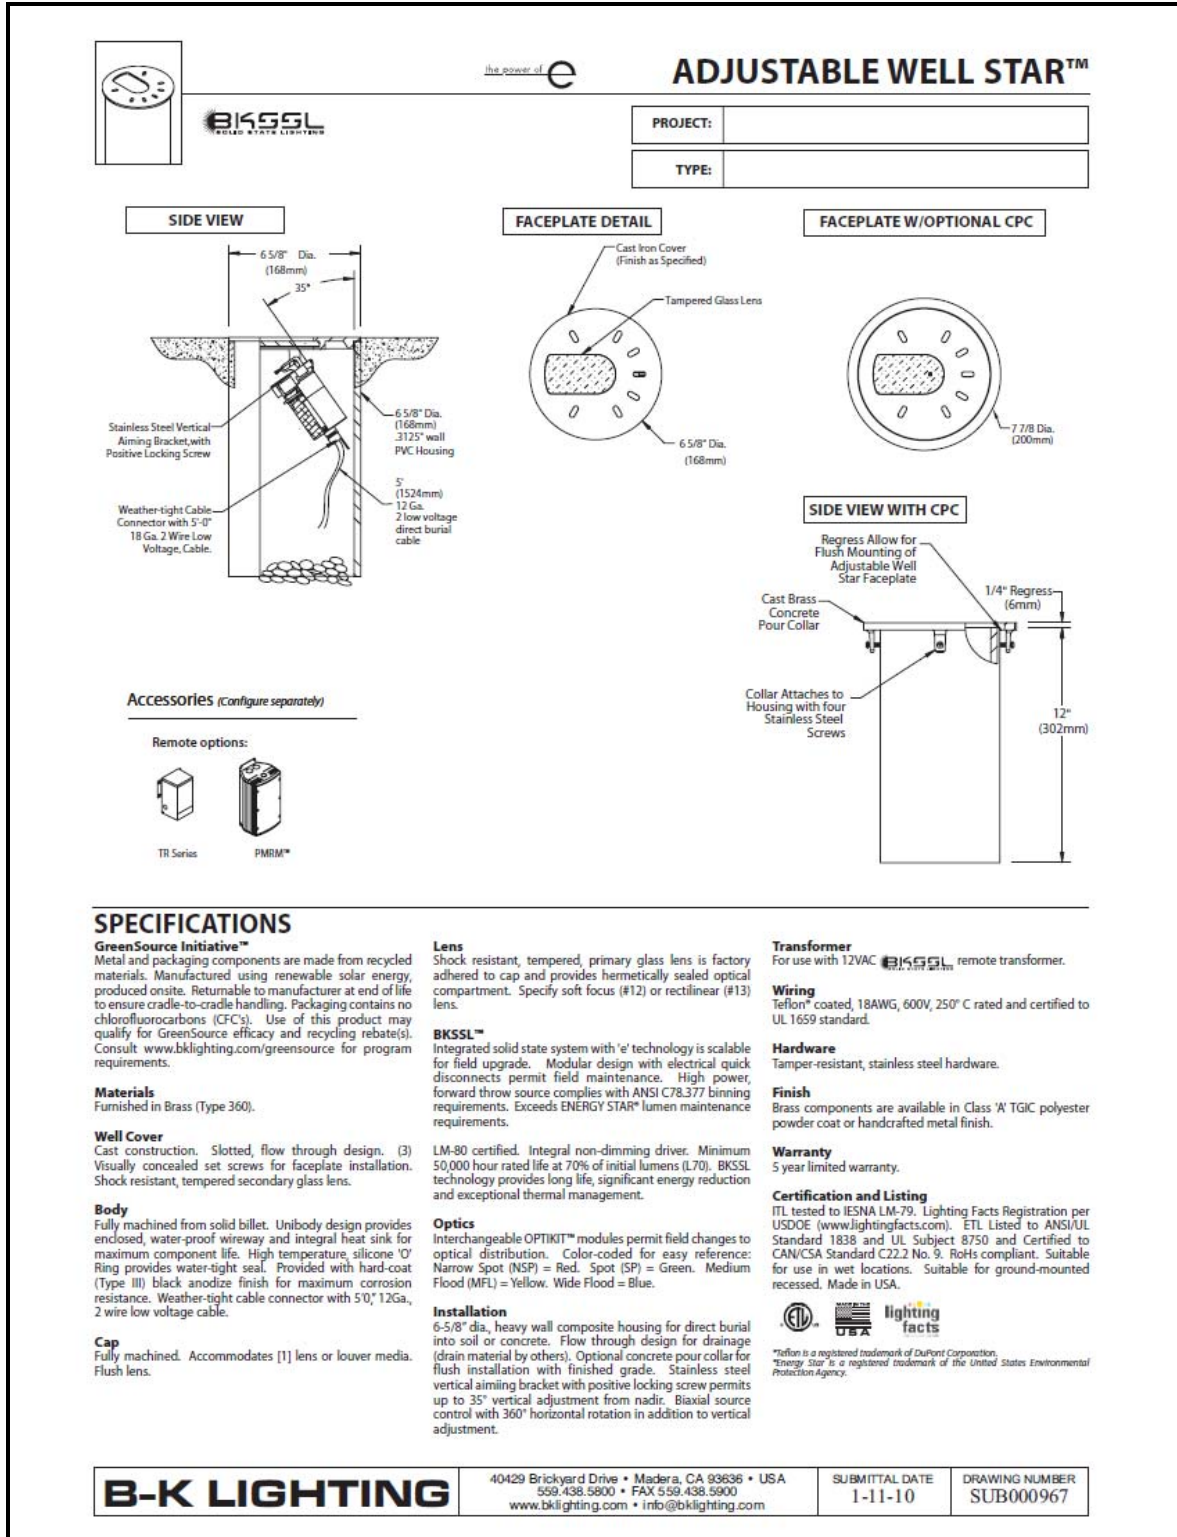 the power of e
ADJUSTABLE WELL STAR™
BKSSL
SOLID STATE LIGHTING
PROJECT:
TYPE:
SIDE VIEW
6 5/8" Dia.
(168mm)
35°
Stainless Steel Vertical
Aiming Bracket,with
Positive Locking Screw
Weather-tight Cable
Connector with 5'-0"
18 Ga. 2 Wire Low
Voltage, Cable.
6 5/8" Dia.
(168mm)
.3125" wall
PVC Housing
5'
(1524mm)
12 Ga.
2 low voltage
direct burial
cable
FACEPLATE DETAIL
Cast Iron Cover
(Finish as Specified)
Tampered Glass Lens
6 5/8" Dia.
(168mm)
FACEPLATE W/OPTIONAL CPC
7 7/8 Dia.
(200mm)
SIDE VIEW WITH CPC
Regress Allow for
Flush Mounting of
Adjustable Well
Star Faceplate
1/4" Regress
(6mm)
Cast Brass
Concrete
Pour Collar
Collar Attaches to
Housing with four
Stainless Steel
Screws
12"
(302mm)
Accessories (Configure separately)
Remote options:
TR Series
PMRM™
SPECIFICATIONS
GreenSource Initiative™
Metal and packaging components are made from recycled
materials. Manufactured using renewable solar energy,
produced onsite. Returnable to manufacturer at end of life
to ensure cradle-to-cradle handling. Packaging contains no
chlorofluorocarbons (CFC's). Use of this product may
qualify for GreenSource efficacy and recycling rebate(s).
Consult www.bklighting.com/greensource for program
requirements.
Materials
Furnished in Brass (Type 360).
Well Cover
Cast construction. Slotted, flow through design. (3)
Visually concealed set screws for faceplate installation.
Shock resistant, tempered secondary glass lens.
Body
Fully machined from solid billet. Unibody design provides
enclosed, water-proof wireway and integral heat sink for
maximum component life. High temperature, silicone 'O'
Ring provides water-tight seal. Provided with hard-coat
(Type III) black anodize finish for maximum corrosion
resistance. Weather-tight cable connector with 5'0," 12Ga.,
2 wire low voltage cable.
Cap
Fully machined. Accommodates [1] lens or louver media.
Flush lens.
Lens
Shock resistant, tempered, primary glass lens is factory
adhered to cap and provides hermetically sealed optical
compartment. Specify soft focus (#12) or rectilinear (#13)
lens.
BKSSL™
Integrated solid state system with 'e' technology is scalable
for field upgrade. Modular design with electrical quick
disconnects permit field maintenance. High power,
forward throw source complies with ANSI C78.377 binning
requirements. Exceeds ENERGY STAR® lumen maintenance
requirements.
LM-80 certified. Integral non-dimming driver. Minimum
50,000 hour rated life at 70% of initial lumens (L70). BKSSL
technology provides long life, significant energy reduction
and exceptional thermal management.
Optics
Interchangeable OPTIKIT™ modules permit field changes to
optical distribution. Color-coded for easy reference:
Narrow Spot (NSP) = Red. Spot (SP) = Green. Medium
Flood (MFL) = Yellow. Wide Flood = Blue.
Installation
6-5/8" dia., heavy wall composite housing for direct burial
into soil or concrete. Flow through design for drainage
(drain material by others). Optional concrete pour collar for
flush installation with finished grade. Stainless steel
vertical aimiing bracket with positive locking screw permits
up to 35° vertical adjustment from nadir. Biaxial source
control with 360° horizontal rotation in addition to vertical
adjustment.
Transformer
For use with 12VAC BKSSL remote transformer.
Wiring
Teflon® coated, 18AWG, 600V, 250° C rated and certified to
UL 1659 standard.
Hardware
Tamper-resistant, stainless steel hardware.
Finish
Brass components are available in Class 'A' TGIC polyester
powder coat or handcrafted metal finish.
Warranty
5 year limited warranty.
Certification and Listing
ITL tested to IESNA LM-79. Lighting Facts Registration per
USDOE (www.lightingfacts.com). ETL Listed to ANSI/UL
Standard 1838 and UL Subject 8750 and Certified to
CAN/CSA Standard C22.2 No. 9. RoHs compliant. Suitable
for use in wet locations. Suitable for ground-mounted
recessed. Made in USA.
ETL
MADE IN THE
USA
lighting
facts
*Teflon is a registered trademark of DuPont Corporation.
*Energy Star is a registered trademark of the United States Environmental
Protection Agency.
B-K LIGHTING
40429 Brickyard Drive • Madera, CA 93636 • USA
559.438.5800 • FAX 559.438.5900
www.bklighting.com • info@bklighting.com
SUBMITTAL DATE
1-11-10
DRAWING NUMBER
SUB000967